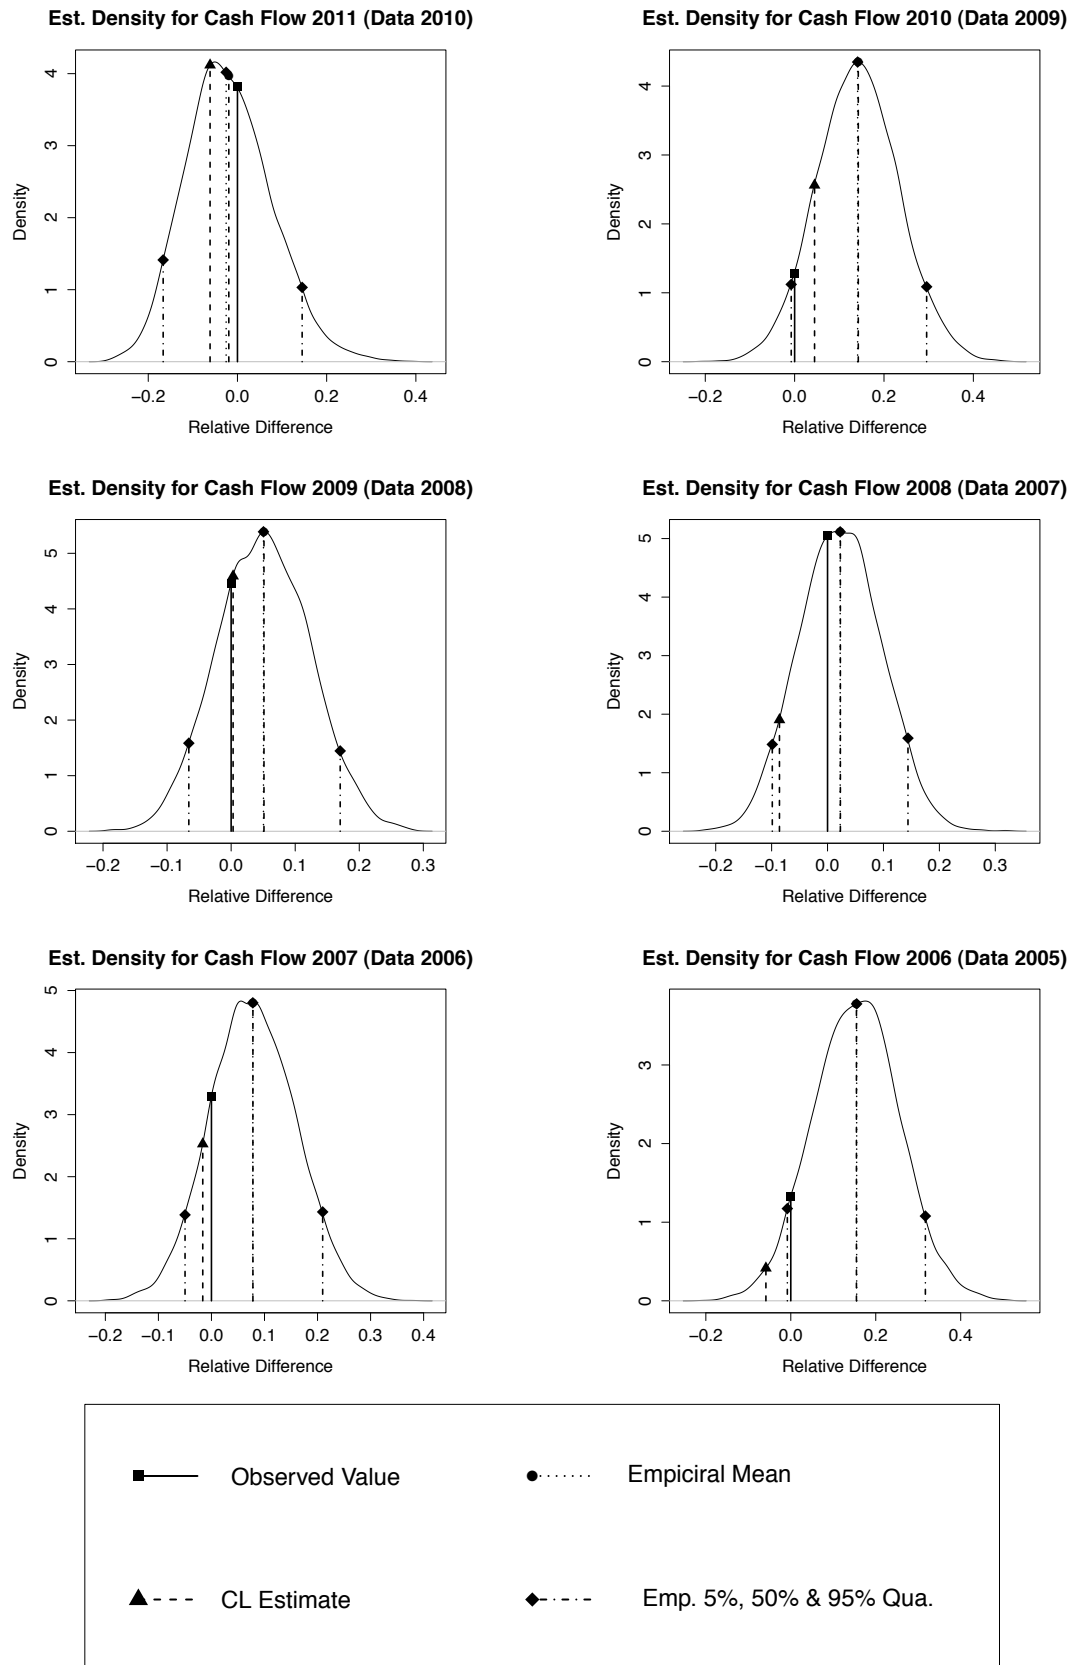 Est. Density for Cash Flow 2011 (Data 2010)
Density
0
1
2
3
4
−0.2
0.0
0.2
0.4
Relative Difference
Est. Density for Cash Flow 2010 (Data 2009)
Density
0
1
2
3
4
−0.2
0.0
0.2
0.4
Relative Difference
Est. Density for Cash Flow 2009 (Data 2008)
Density
0
1
2
3
4
5
−0.2
−0.1
0.0
0.1
0.2
0.3
Relative Difference
Est. Density for Cash Flow 2008 (Data 2007)
Density
0
1
2
3
4
5
−0.2
−0.1
0.0
0.1
0.2
0.3
Relative Difference
Est. Density for Cash Flow 2007 (Data 2006)
Density
0
1
2
3
4
5
−0.2
−0.1
0.0
0.1
0.2
0.3
0.4
Relative Difference
Est. Density for Cash Flow 2006 (Data 2005)
Density
0
1
2
3
−0.2
0.0
0.2
0.4
Relative Difference
Observed Value
Empiciral Mean
CL Estimate
Emp. 5%, 50% & 95% Qua.